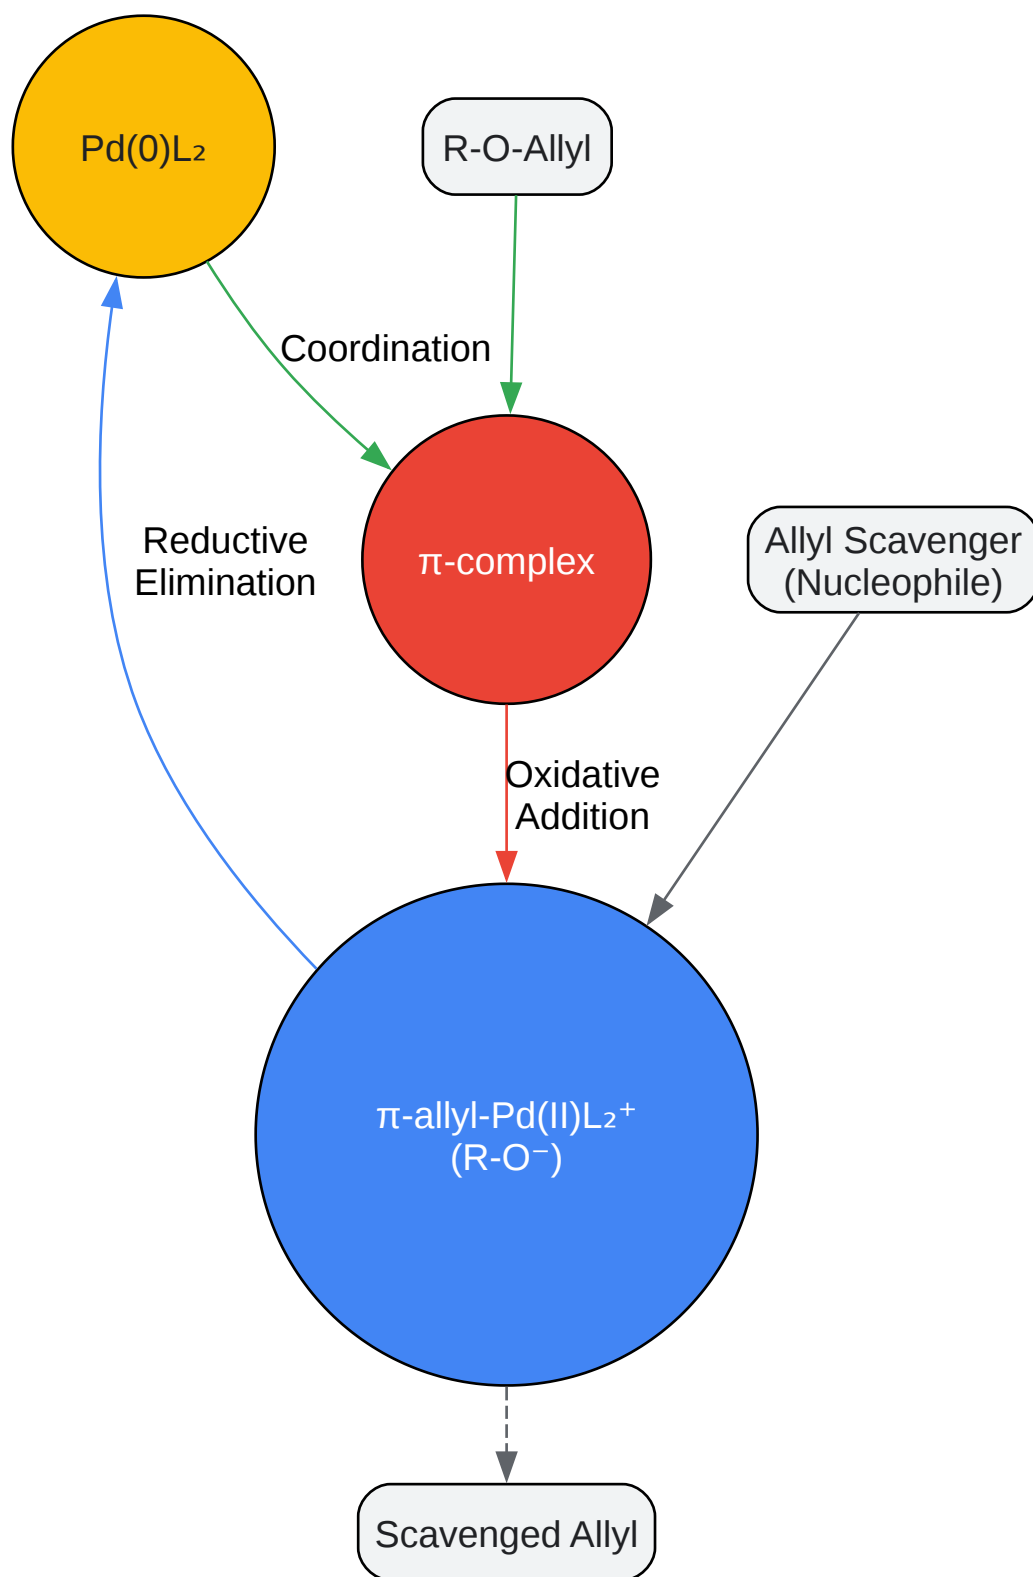 Pd(0)L₂
R-O-Allyl
Coordination
Reductive
Elimination
π-complex
Allyl Scavenger
(Nucleophile)
Oxidative
Addition
π-allyl-Pd(II)L₂⁺
(R-O⁻)
Scavenged Allyl